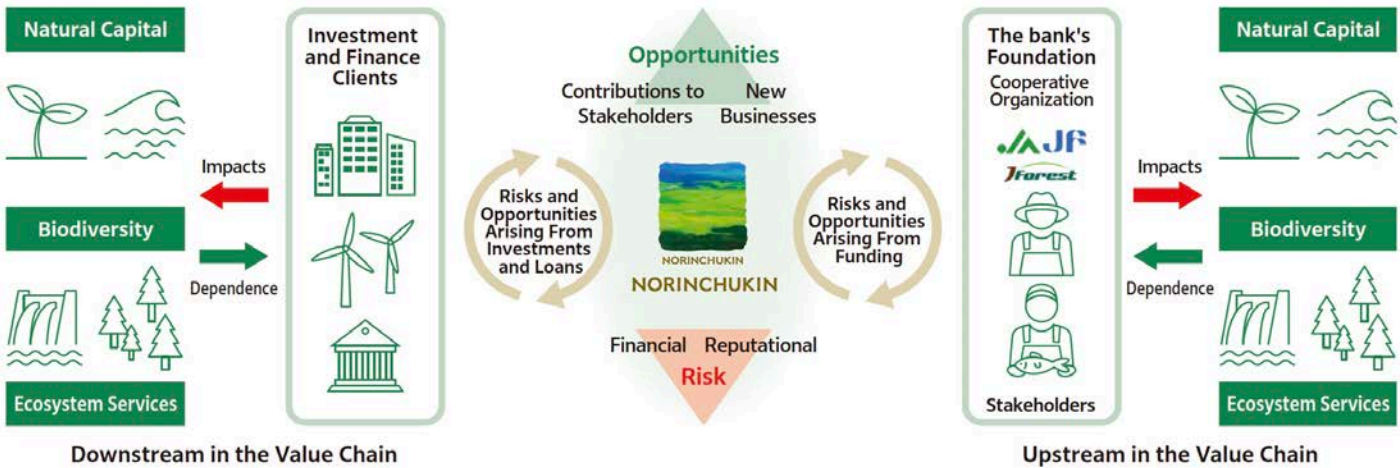 Natural Capital
Impacts
Biodiversity
Dependence
Ecosystem Services
Investment
and Finance
Clients
Downstream in the Value Chain
Risks and
Opportunities
Arising From
Investments
and Loans
Opportunities
Contributions to
Stakeholders
New
Businesses
NORINCHUKIN
NORINCHUKIN
Financial Reputational
Risk
Risks and
Opportunities
Arising From
Funding
The bank's
Foundation
Cooperative
Organization
JA JF
JForest
Stakeholders
Impacts
Dependence
Natural Capital
Biodiversity
Ecosystem Services
Upstream in the Value Chain